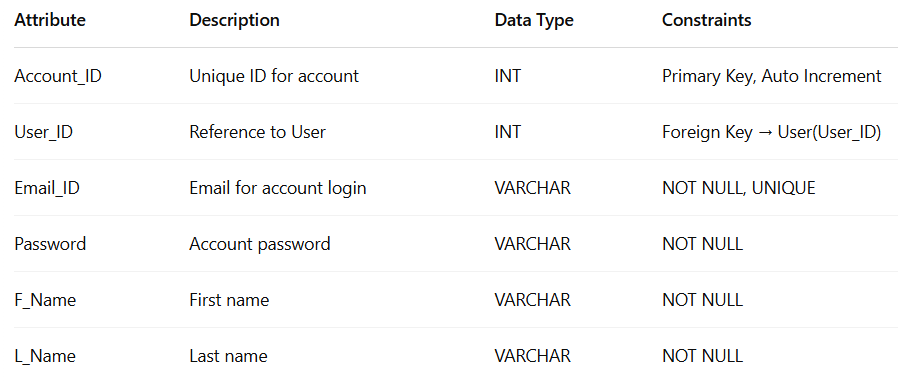 Attribute Description Data Type Constraints
Account_ID Unique ID for account INT Primary Key, Auto Increment
User_ID Reference to User INT Foreign Key → User(User_ID)
Email_ID Email for account login VARCHAR NOT NULL, UNIQUE
Password Account password VARCHAR NOT NULL
F_Name First name VARCHAR NOT NULL
L_Name Last name VARCHAR NOT NULL